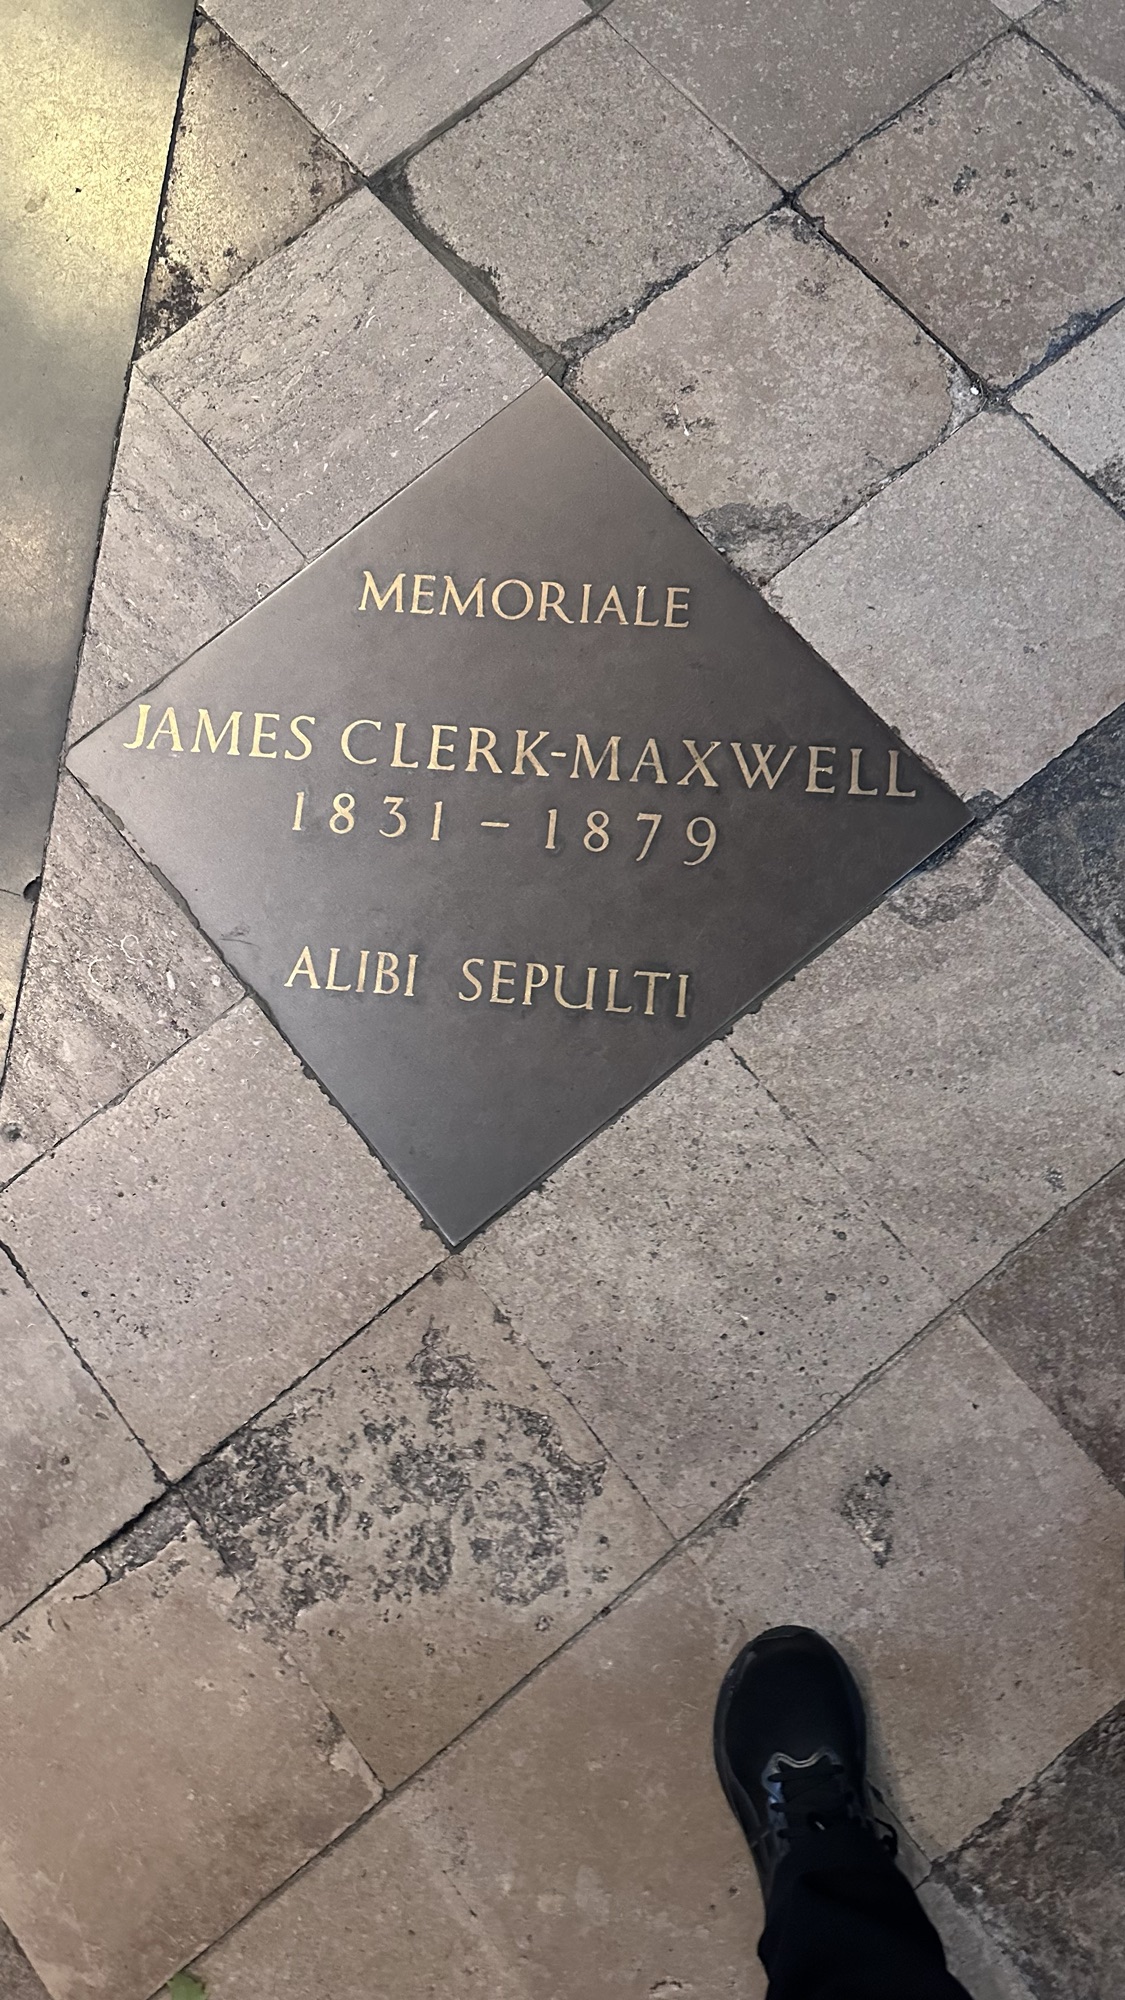 MEMORIALE
JAMES CLERK-MAXWELL
1831 – 1879
ALIBI SEPULTI